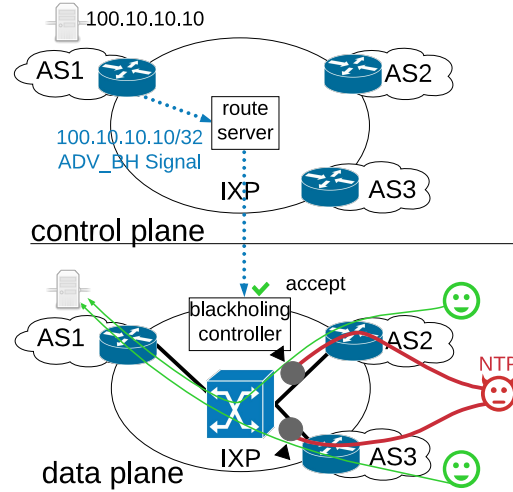 100.10.10.10
AS1
AS2
route
server
100.10.10.10/32
ADV_BH Signal
IXP
AS3
control plane
accept
blackholing
controller
AS1
AS2
NTP
IXP
AS3
data plane